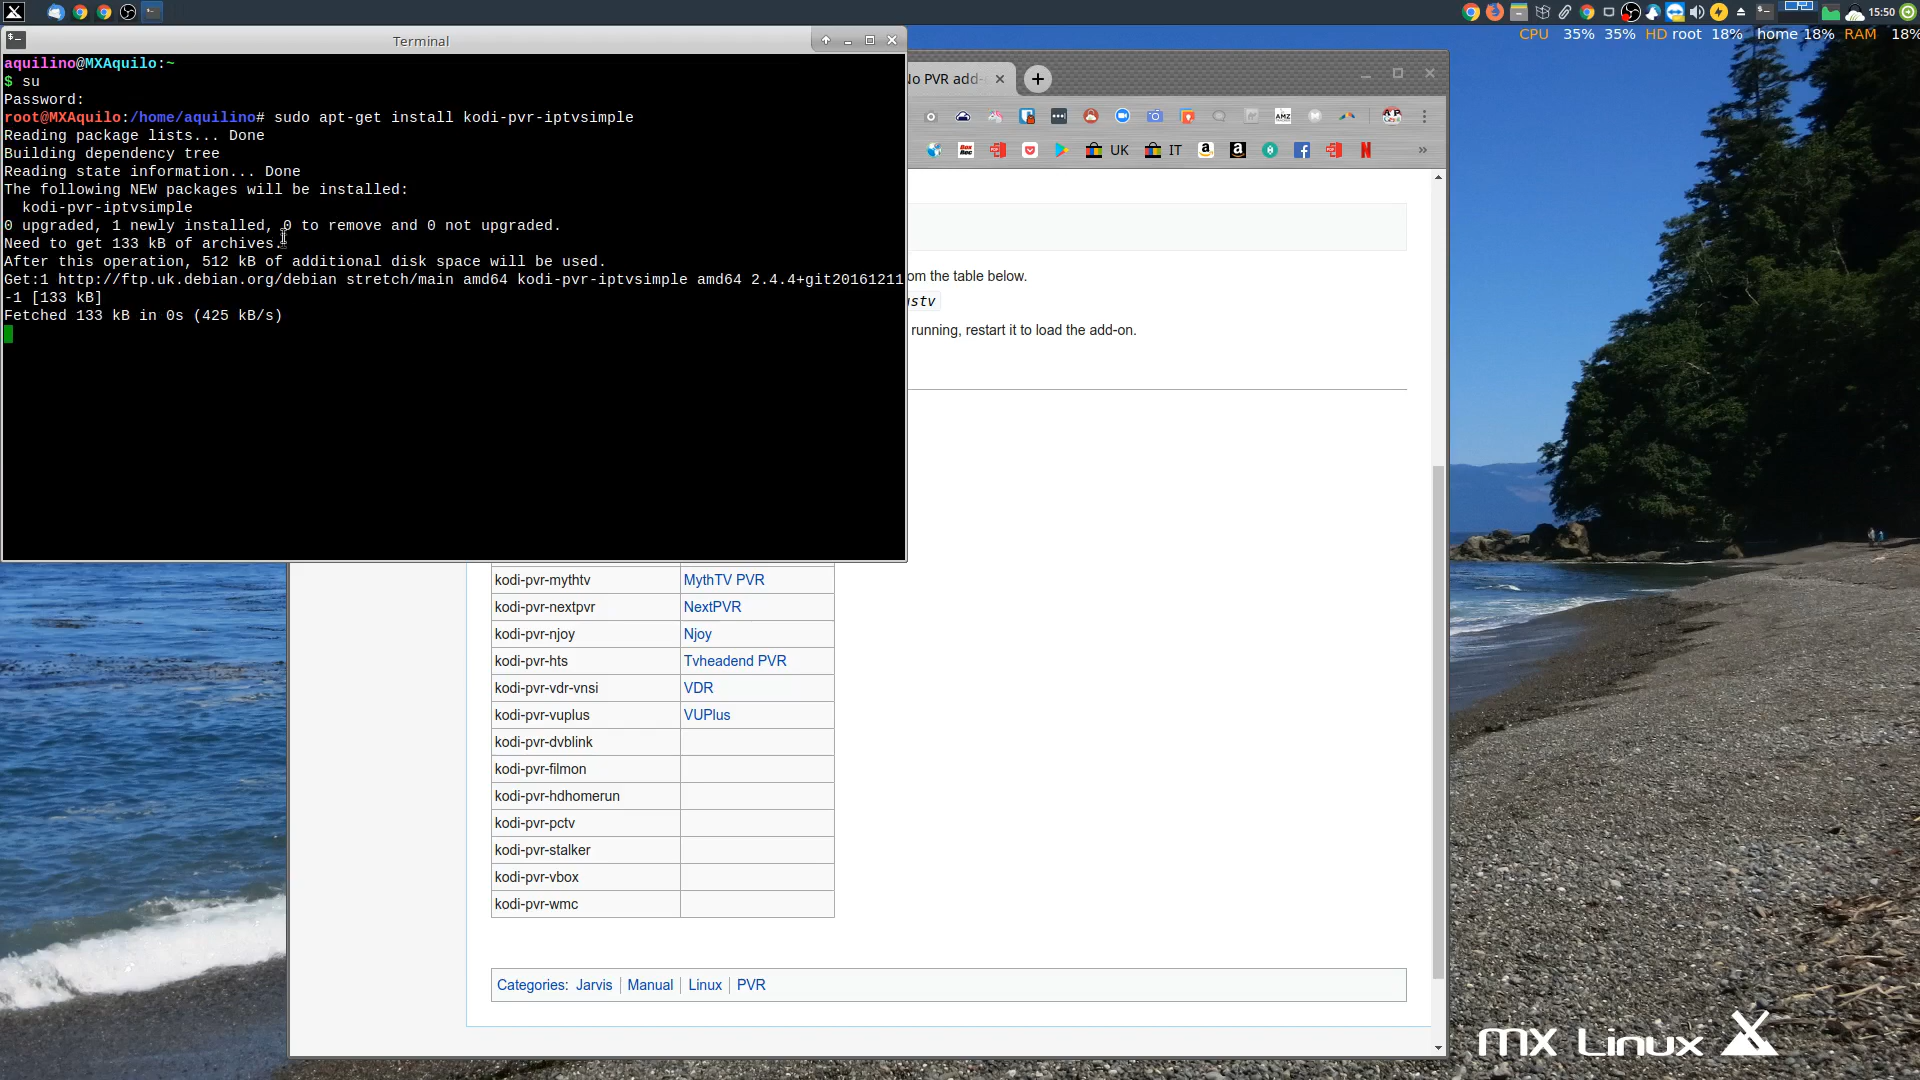 15:50
CPU 35% 35% HD root 18% home 18% RAM 18%
Terminal
aquilino@MXAquilo:~
$ su
Password:
root@MXAquilo:/home/aquilino# sudo apt-get install kodi-pvr-iptvsimple
Reading package lists... Done
Building dependency tree
Reading state information... Done
The following NEW packages will be installed:
kodi-pvr-iptvsimple
0 upgraded, 1 newly installed, 0 to remove and 0 not upgraded.
Need to get 133 kB of archives.
After this operation, 512 kB of additional disk space will be used.
Get:1 http://ftp.uk.debian.org/debian stretch/main amd64 kodi-pvr-iptvsimple amd64 2.4.4+git20161211
-1 [133 kB]
Fetched 133 kB in 0s (425 kB/s)
No PVR add-
AMZ
UK IT
om the table below.
stv
running, restart it to load the add-on.
kodi-pvr-mythtv MythTV PVR
kodi-pvr-nextpvr NextPVR
kodi-pvr-njoy Njoy
kodi-pvr-hts Tvheadend PVR
kodi-pvr-vdr-vnsi VDR
kodi-pvr-vuplus VUPlus
kodi-pvr-dvblink
kodi-pvr-filmon
kodi-pvr-hdhomerun
kodi-pvr-pctv
kodi-pvr-stalker
kodi-pvr-vbox
kodi-pvr-wmc
Categories: Jarvis | Manual | Linux | PVR
MX Linux